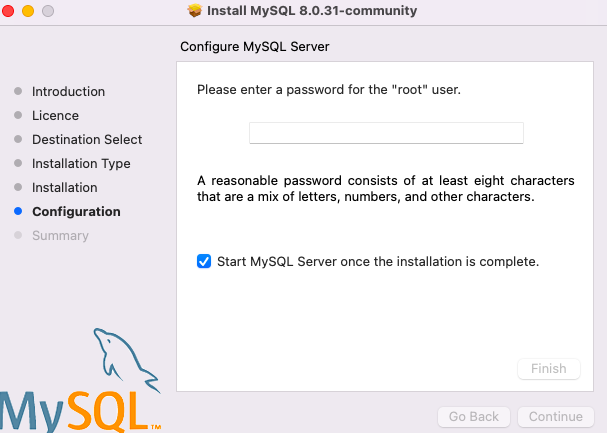 Install MySQL 8.0.31-community
Configure MySQL Server
Introduction
Licence
Destination Select
Installation Type
Installation
Configuration
Summary
Please enter a password for the "root" user.
A reasonable password consists of at least eight characters
that are a mix of letters, numbers, and other characters.
Start MySQL Server once the installation is complete.
Finish
MySQL™
Go Back
Continue